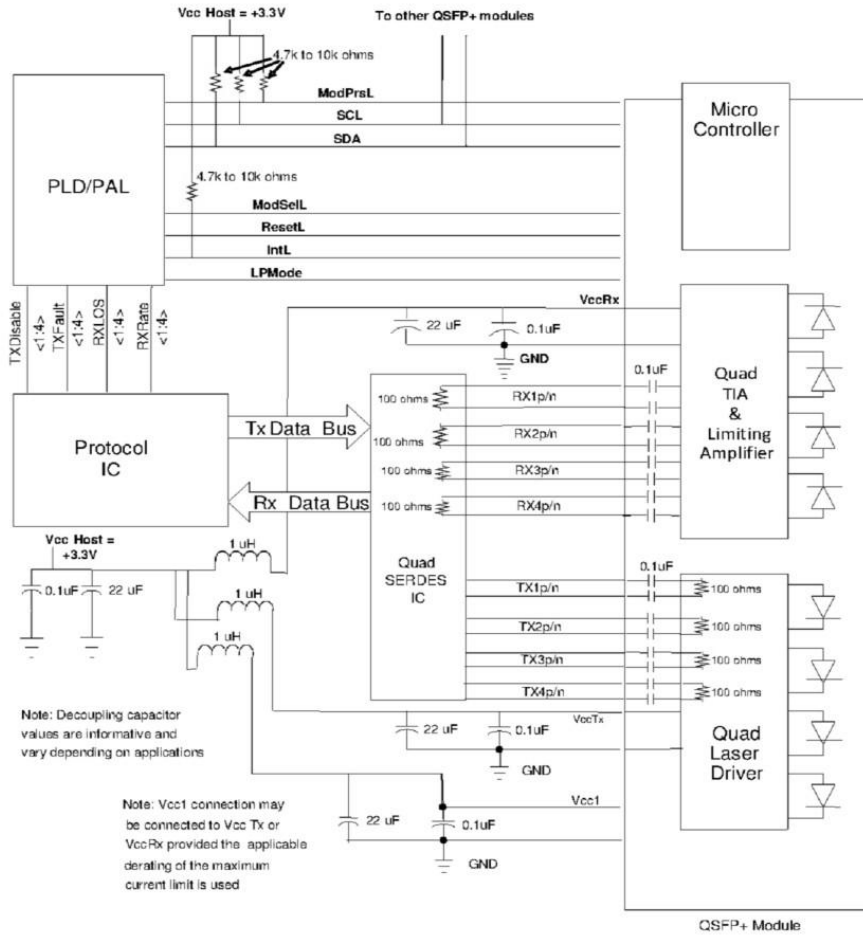 Vcc Host = +3.3V
To other QSFP+ modules
4.7k to 10k ohms
ModPrsL
SCL
SDA
Micro
Controller
PLD/PAL
4.7k to 10k ohms
ModSelL
ResetL
IntL
LPMode
TXDisable
<1:4>
TXFault
<1:4>
RXLOS
<1:4>
RXRate
<1:4>
VccRx
22 uF
0.1uF
GND
0.1uF
100 ohms
RX1p/n
100 ohms
RX2p/n
100 ohms
RX3p/n
100 ohms
RX4p/n
Quad
TIA
&
Limiting
Amplifier
Protocol
IC
Tx Data Bus
Rx Data Bus
Quad
SERDES
IC
Vcc Host =
+3.3V
0.1uF
22 uF
1 uH
1 uH
1 uH
0.1uF
TX1p/n
100 ohms
TX2p/n
100 ohms
TX3p/n
100 ohms
TX4p/n
100 ohms
VccTx
22 uF
0.1uF
GND
Quad
Laser
Driver
Note: Decoupling capacitor
values are informative and
vary depending on applications
Vcc1
22 uF
0.1uF
GND
Note: Vcc1 connection may
be connected to Vcc Tx or
VccRx provided the applicable
derating of the maximum
current limit is used
QSFP+ Module